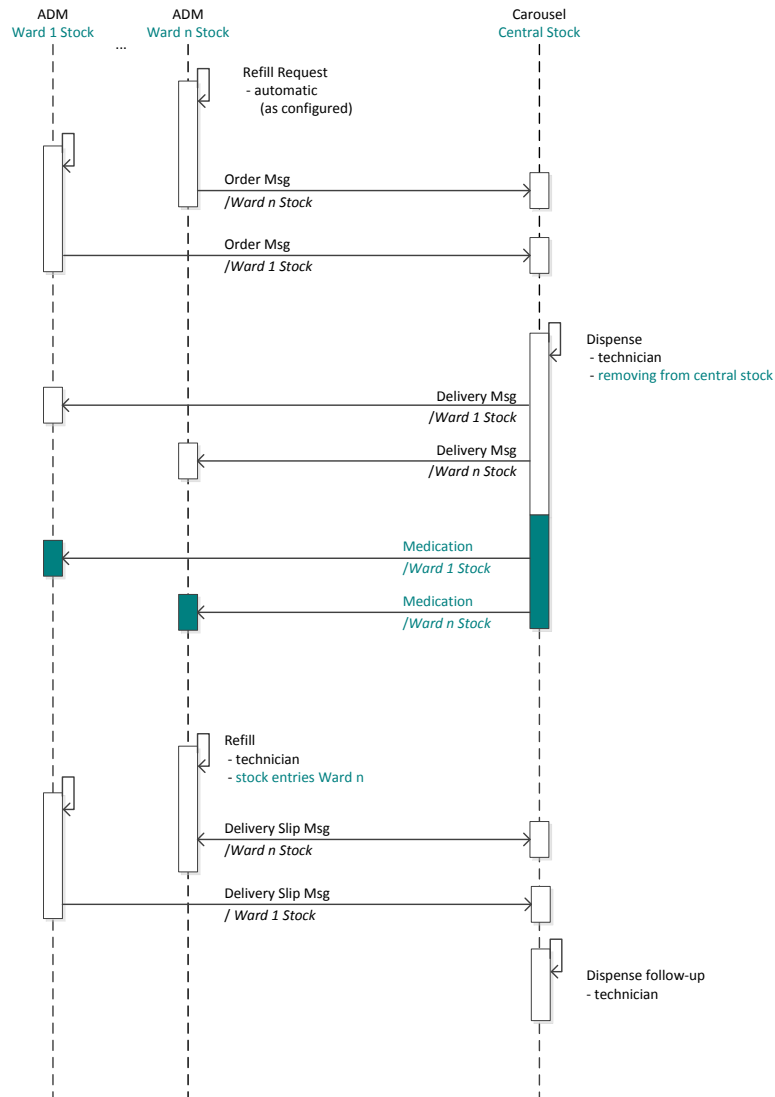 ADM
Ward 1 Stock
...
ADM
Ward n Stock
Carousel
Central Stock
Refill Request
- automatic
(as configured)
Order Msg
/Ward n Stock
Order Msg
/Ward 1 Stock
Dispense
- technician
- removing from central stock
Delivery Msg
/Ward 1 Stock
Delivery Msg
/Ward n Stock
Medication
/Ward 1 Stock
Medication
/Ward n Stock
Refill
- technician
- stock entries Ward n
Delivery Slip Msg
/Ward n Stock
Delivery Slip Msg
/ Ward 1 Stock
Dispense follow-up
- technician